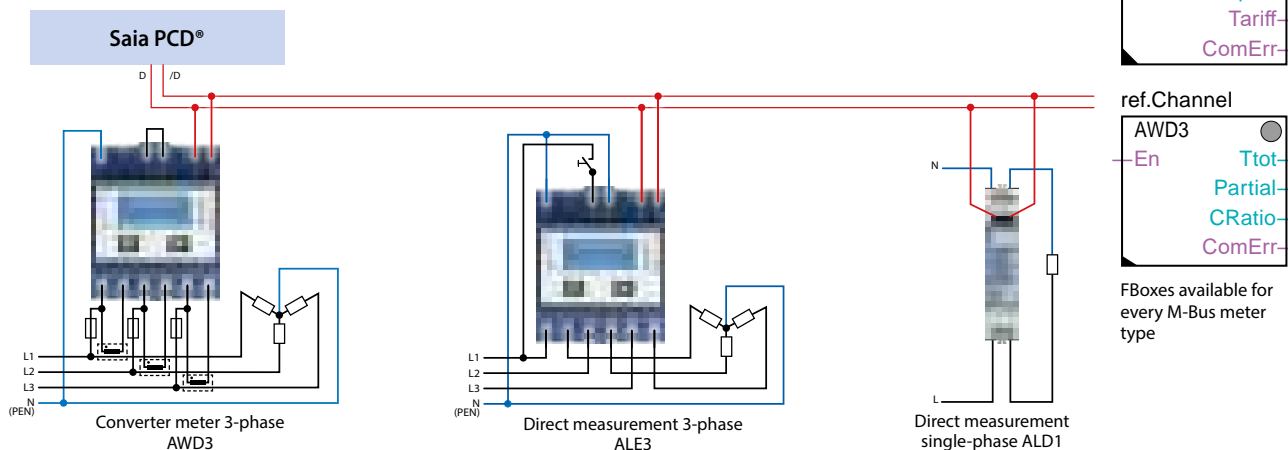 Saia PCD®
D /D
Tariff
ComErr
ref.Channel
AWD3
En Ttot
Partial
CRatio
ComErr
FBoxes available for
every M-Bus meter
type
L1
L2
L3
N
(PEN)
Converter meter 3-phase
AWD3
L1
L2
L3
N
(PEN)
Direct measurement 3-phase
ALE3
N
L
Direct measurement
single-phase ALD1